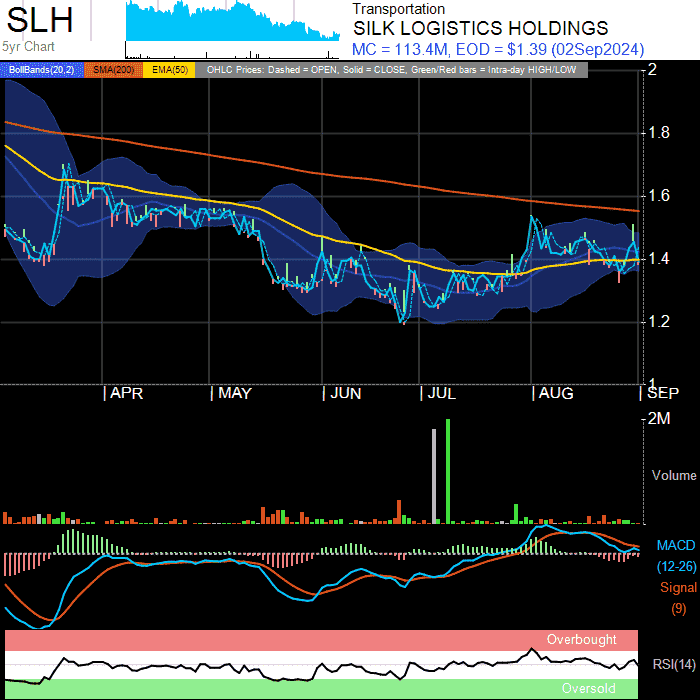 SLH
5yr Chart
Transportation
SILK LOGISTICS HOLDINGS
MC = 113.4M, EOD = $1.39 (02Sep2024)
BollBands(20,2) SMA(200) EMA(50) OHLC Prices: Dashed = OPEN, Solid = CLOSE, Green/Red bars = Intra-day HIGH/LOW
2
1.8
1.6
1.4
1.2
1
APR MAY JUN JUL AUG SEP
2M
Volume
MACD
(12-26)
Signal
(9)
Overbought
RSI(14)
Oversold